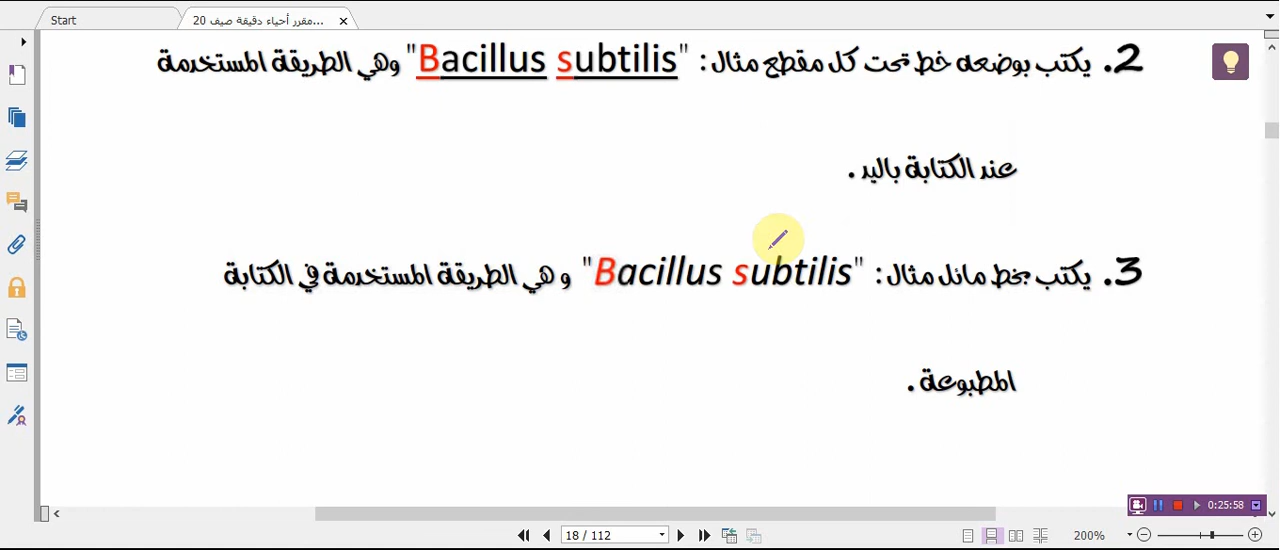 Start
مقرر أحياء دقيقة صيف 20...
2. يكتب بوضعه خط تحت كل مقطع مثال : "Bacillus subtilis" وهي الطريقة المستخدمة
عند الكتابة باليد .
3. يكتب بخط مائل مثال : "Bacillus subtilis" و هي الطريقة المستخدمة في الكتابة
المطبوعة .
0:25:58
18 / 112
200%